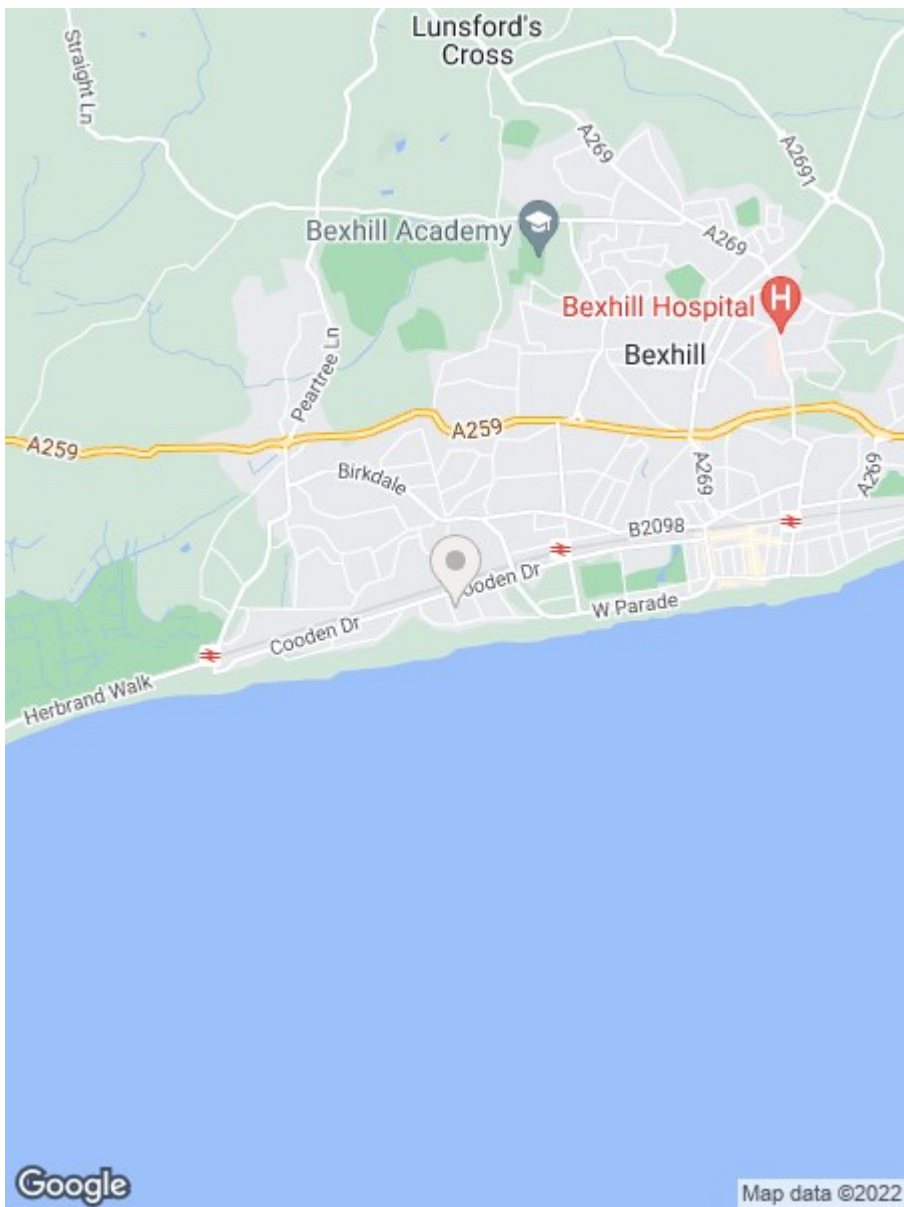 Lunsford's
Cross
Straight Ln
A269
A2691
Bexhill Academy
A269
Bexhill Hospital
H
Bexhill
Peartree Ln
A259
A259
Birkdale
A269
A269
B2098
ooden Dr
W Parade
Cooden Dr
Herbrand Walk
Google
Map data ©2022